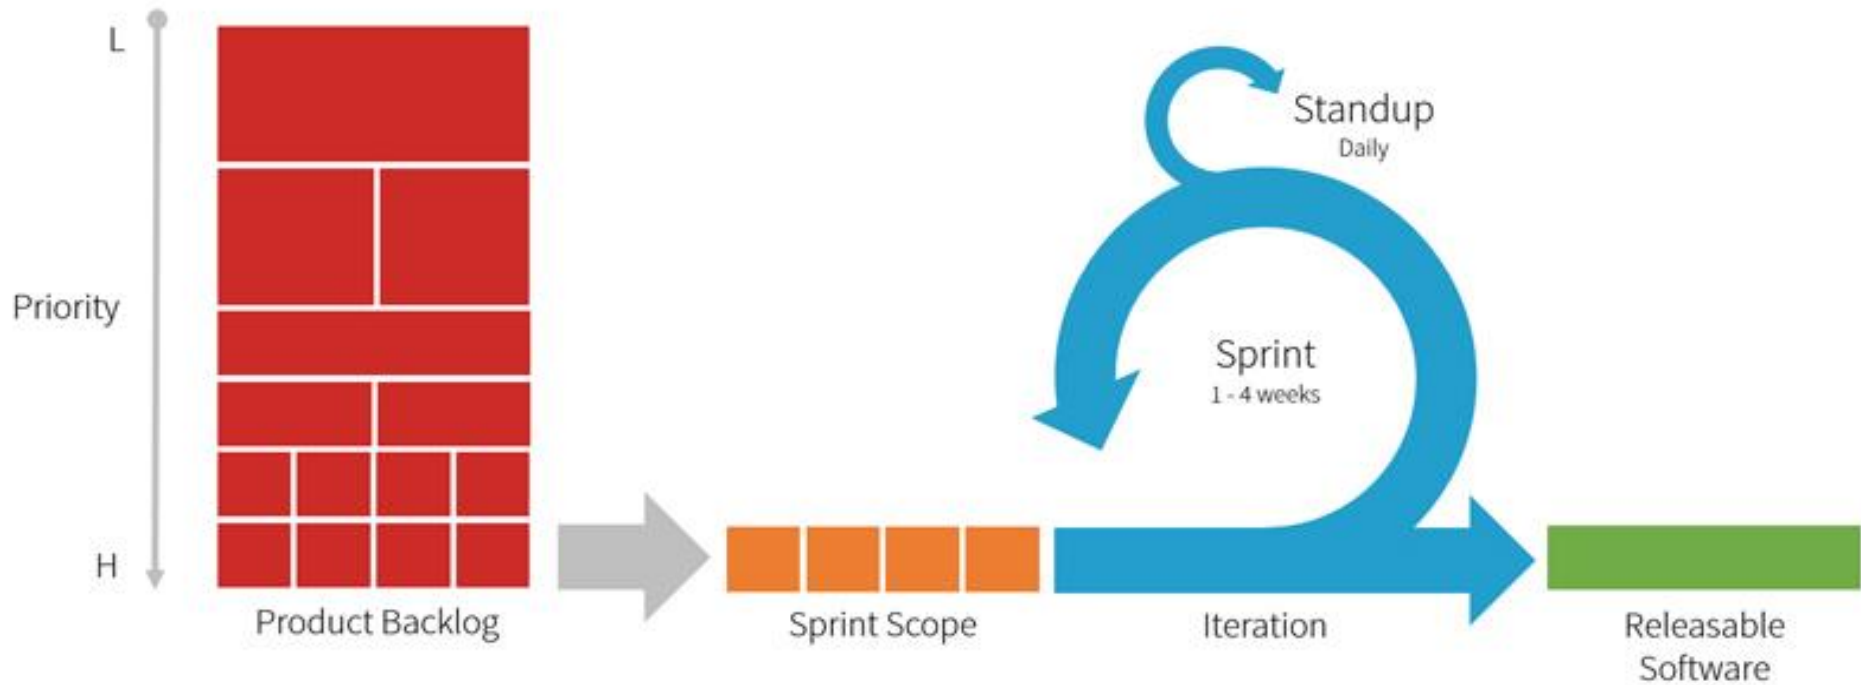 L
Priority
H
Product Backlog
Sprint Scope
Standup
Daily
Sprint
1 - 4 weeks
Iteration
Releasable
Software